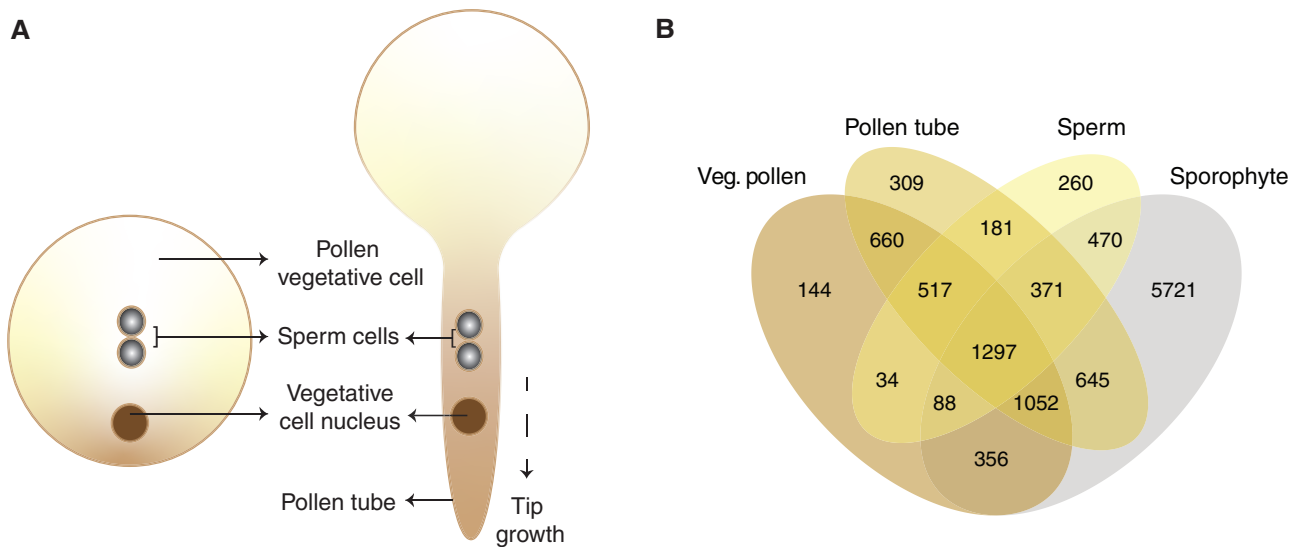 A
Pollen
vegetative cell
Sperm cells
Vegetative
cell nucleus
Pollen tube
Tip
growth
B
Pollen tube
Sperm
Veg. pollen
Sporophyte
309
260
660
181
470
144
517
371
5721
1297
34
88
1052
645
356